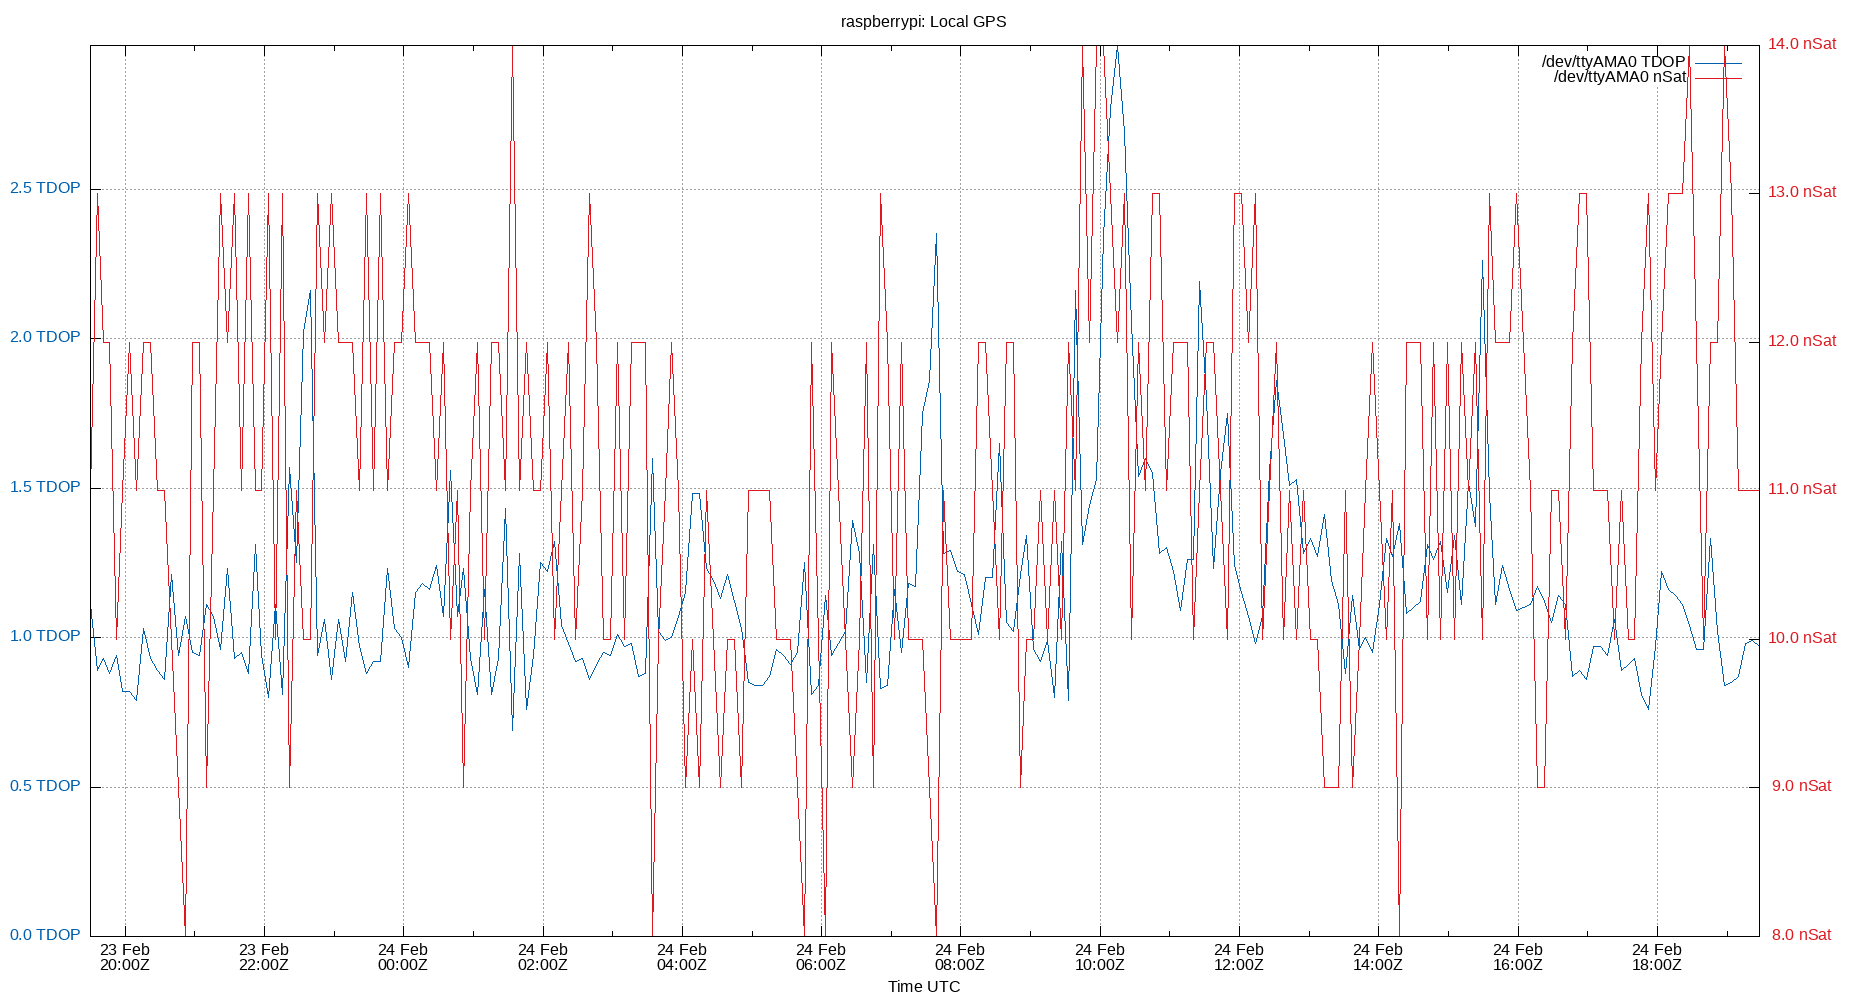 raspberrypi: Local GPS
14.0 nSat
/dev/ttyAMA0 TDOP
/dev/ttyAMA0 nSat
2.5 TDOP
13.0 nSat
2.0 TDOP
12.0 nSat
1.5 TDOP
11.0 nSat
1.0 TDOP
10.0 nSat
0.5 TDOP
9.0 nSat
0.0 TDOP
8.0 nSat
23 Feb 23 Feb 24 Feb 24 Feb 24 Feb 24 Feb 24 Feb 24 Feb 24 Feb 24 Feb 24 Feb 24 Feb
20:00Z 22:00Z 00:00Z 02:00Z 04:00Z 06:00Z 08:00Z 10:00Z 12:00Z 14:00Z 16:00Z 18:00Z
Time UTC